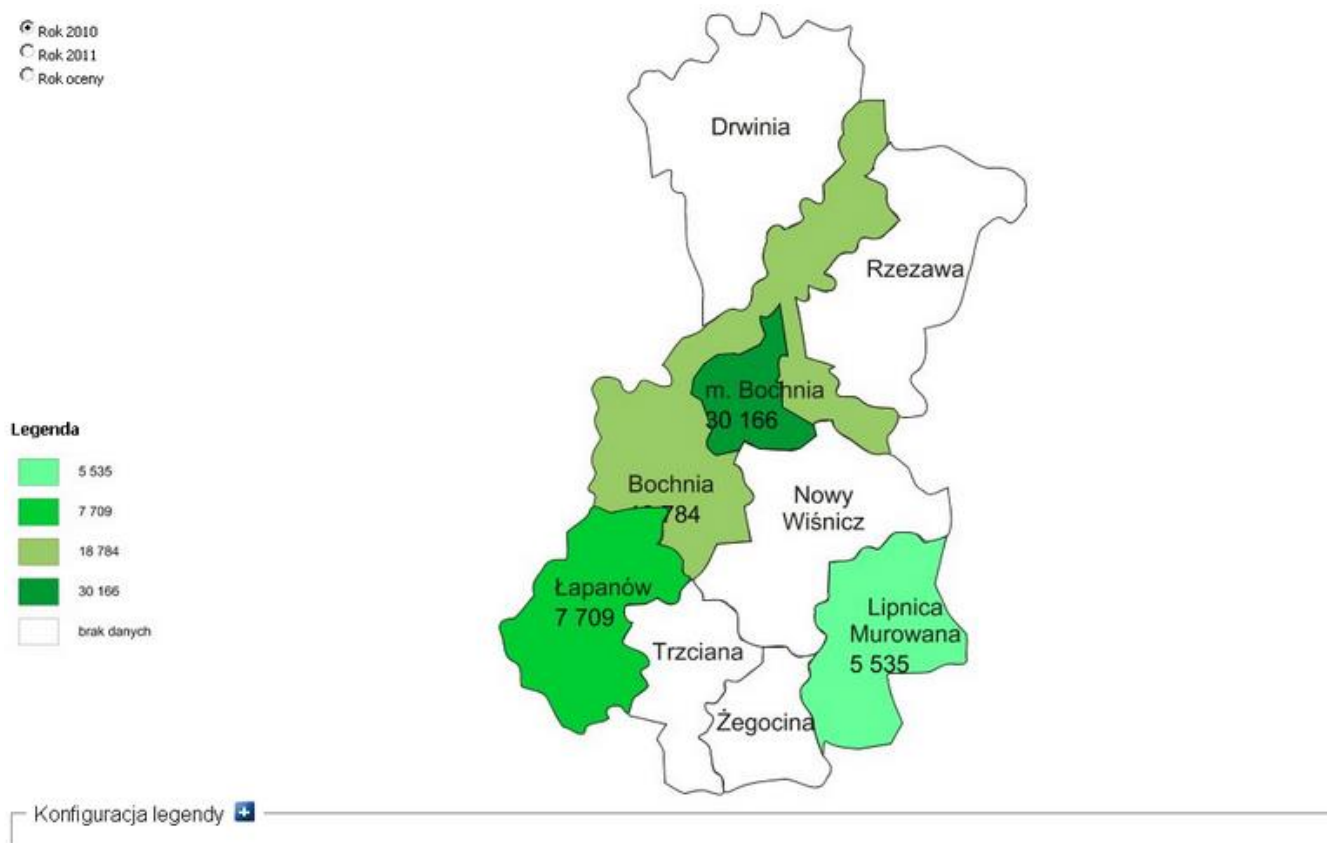 Rok 2010
Rok 2011
Rok oceny
Drwinia
Rzezawa
m. Bochnia
30 166
Legenda
5 535
7 709
18 784
30 166
brak danych
Bochnia
784
Nowy
Wiśnicz
Łapanów
7 709
Lipnica
Murowana
5 535
Trzciana
Żegocina
Konfiguracja legendy